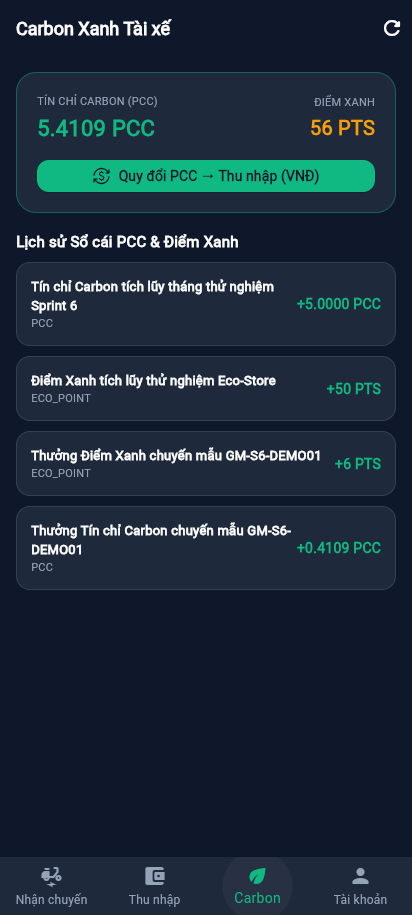 Carbon Xanh Tài xế
TÍN CHỈ CARBON (PCC)
ĐIỂM XANH
5.4109 PCC
56 PTS
Quy đổi PCC → Thu nhập (VNĐ)
Lịch sử Sổ cái PCC & Điểm Xanh
Tín chỉ Carbon tích lũy tháng thử nghiệm
Sprint 6
+5.0000 PCC
PCC
Điểm Xanh tích lũy thử nghiệm Eco-Store
+50 PTS
ECO_POINT
Thưởng Điểm Xanh chuyến mẫu GM-S6-DEMO01
+6 PTS
ECO_POINT
Thưởng Tín chỉ Carbon chuyến mẫu GM-S6-
DEMO01
+0.4109 PCC
PCC
Nhận chuyến
Thu nhập
Carbon
Tài khoản